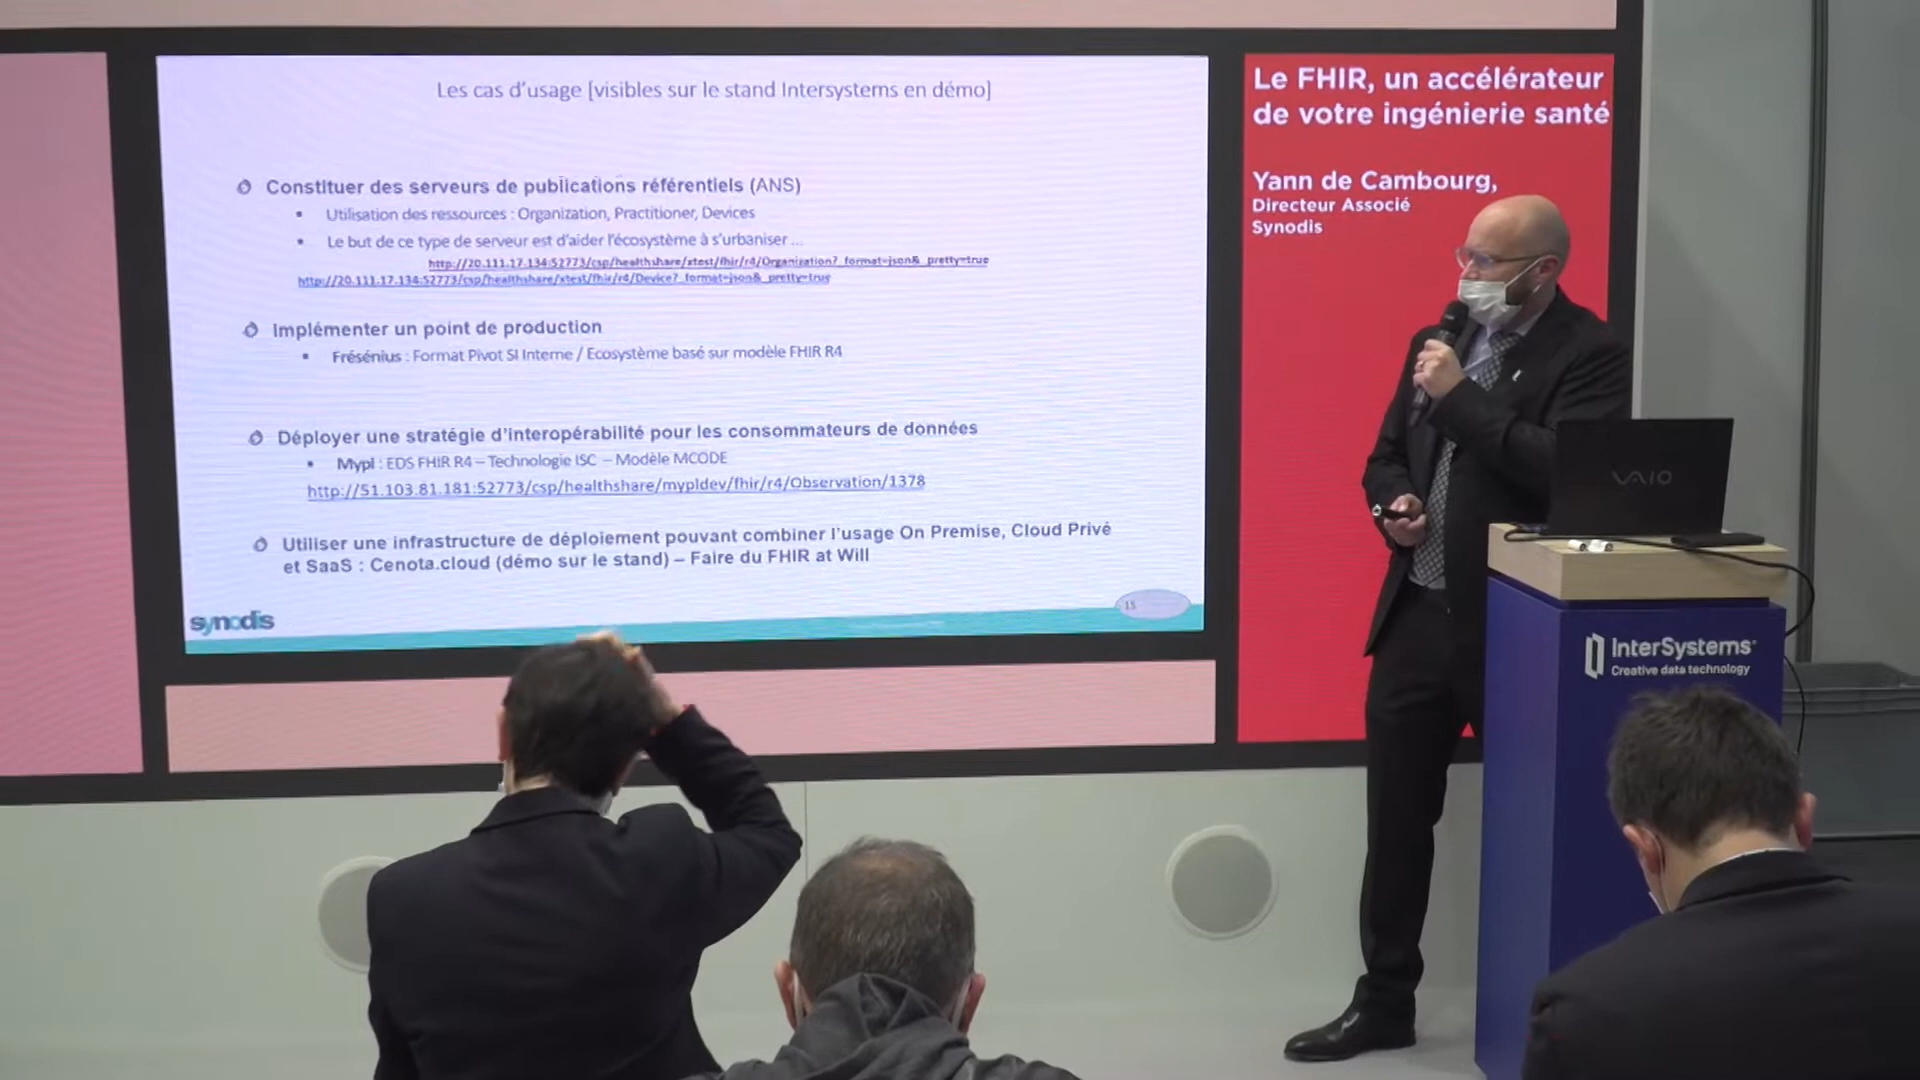 Les cas d'usage [visibles sur le stand Intersystems en démo]
Constituer des serveurs de publications référentiels (ANS)
Utilisation des ressources : Organization, Practitioner, Devices
Le but de ce type de serveur est d'aider l'écosystème à s'urbaniser ...
http://20.111.17.134:52773/csp/healthshare/xtest/fhir/r4/Organization?_format=json&_pretty=true
http://20.111.17.134:52773/csp/healthshare/xtest/fhir/r4/Device?_format=json&_pretty=true
Implémenter un point de production
Frésénius : Format Pivot SI Interne / Ecosystème basé sur modèle FHIR R4
Déployer une stratégie d'interopérabilité pour les consommateurs de données
Mypl : EDS FHIR R4 – Technologie ISC – Modèle MCODE
http://51.103.81.181:52773/csp/healthshare/mypldev/fhir/r4/Observation/1378
Utiliser une infrastructure de déploiement pouvant combiner l'usage On Premise, Cloud Privé
et SaaS : Cenota.cloud (démo sur le stand) – Faire du FHIR at Will
synodis
15
Le FHIR, un accélérateur
de votre ingénierie santé
Yann de Cambourg,
Directeur Associé
Synodis
VAIO
InterSystems
Creative data technology